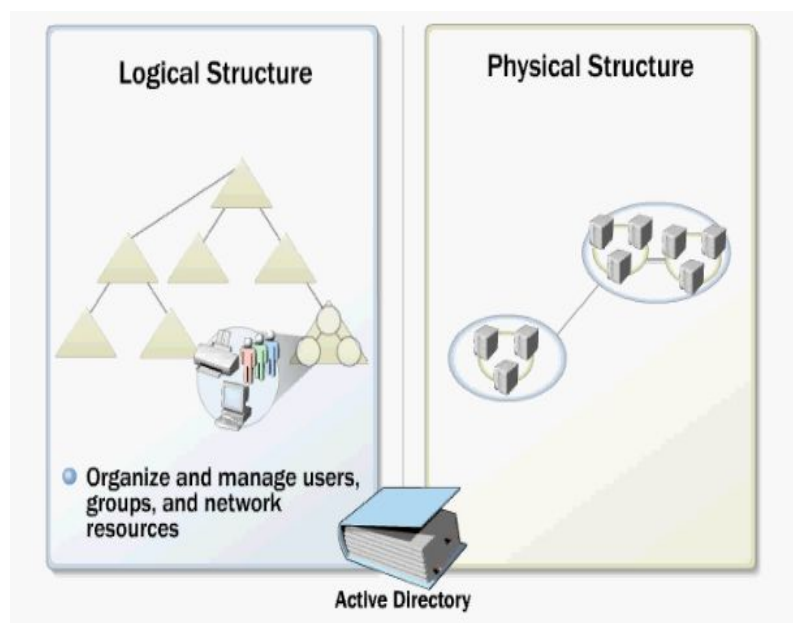 Logical Structure
Physical Structure
Organize and manage users,
groups, and network
resources
Active Directory